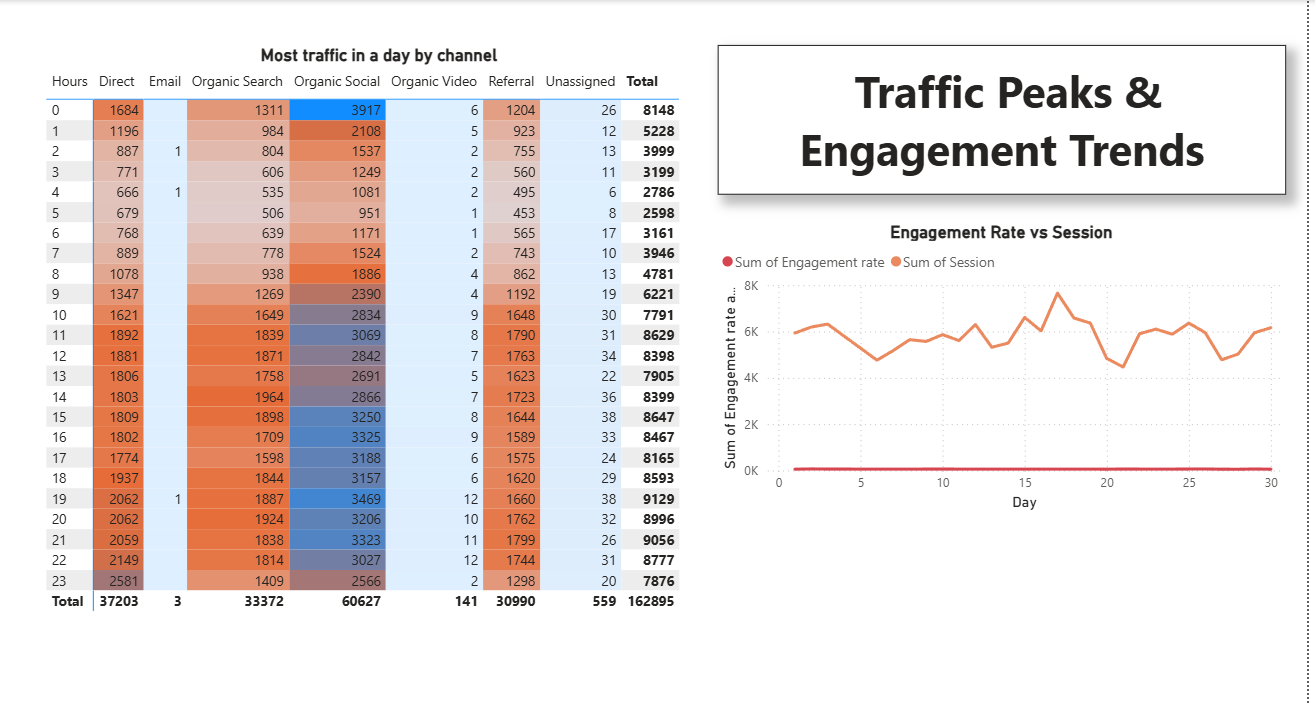 Most traffic in a day by channel
Hours Direct Email Organic Search Organic Social Organic Video Referral Unassigned Total
0 1684 1311 3917 6 1204 26 8148
1 1196 984 2108 5 923 12 5228
2 887 1 804 1537 2 755 13 3999
3 771 606 1249 2 560 11 3199
4 666 1 535 1081 2 495 6 2786
5 679 506 951 1 453 8 2598
6 768 639 1171 1 565 17 3161
7 889 778 1524 2 743 10 3946
8 1078 938 1886 4 862 13 4781
9 1347 1269 2390 4 1192 19 6221
10 1621 1649 2834 9 1648 30 7791
11 1892 1839 3069 8 1790 31 8629
12 1881 1871 2842 7 1763 34 8398
13 1806 1758 2691 5 1623 22 7905
14 1803 1964 2866 7 1723 36 8399
15 1809 1898 3250 8 1644 38 8647
16 1802 1709 3325 9 1589 33 8467
17 1774 1598 3188 6 1575 24 8165
18 1937 1844 3157 6 1620 29 8593
19 2062 1 1887 3469 12 1660 38 9129
20 2062 1924 3206 10 1762 32 8996
21 2059 1838 3323 11 1799 26 9056
22 2149 1814 3027 12 1744 31 8777
23 2581 1409 2566 2 1298 20 7876
Total 37203 3 33372 60627 141 30990 559 162895
Traffic Peaks &
Engagement Trends
Engagement Rate vs Session
Sum of Engagement rate Sum of Session
Sum of Engagement rate a...
8K
6K
4K
2K
0K
0 5 10 15 20 25 30
Day